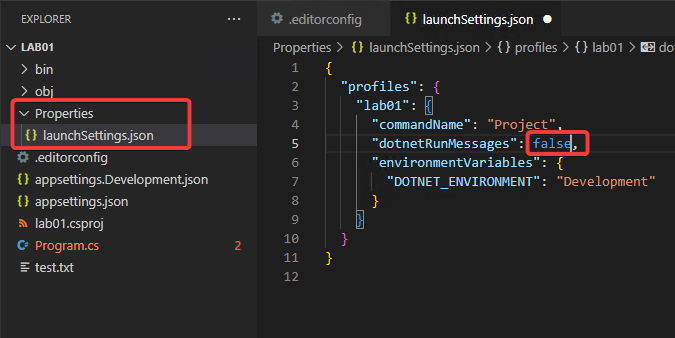 EXPLORER ···
LAB01
bin
obj
Properties
{} launchSettings.json
.editorconfig
{} appsettings.Development.json
{} appsettings.json
lab01.csproj
Program.cs 2
test.txt
.editorconfig {} launchSettings.json
Properties > {} launchSettings.json > {} profiles > {} lab01 > do
1 {
2 "profiles": {
3 "lab01": {
4 "commandName": "Project",
5 "dotnetRunMessages": false,
6 "environmentVariables": {
7 "DOTNET_ENVIRONMENT": "Development"
8 }
9 }
10 }
11 }
12